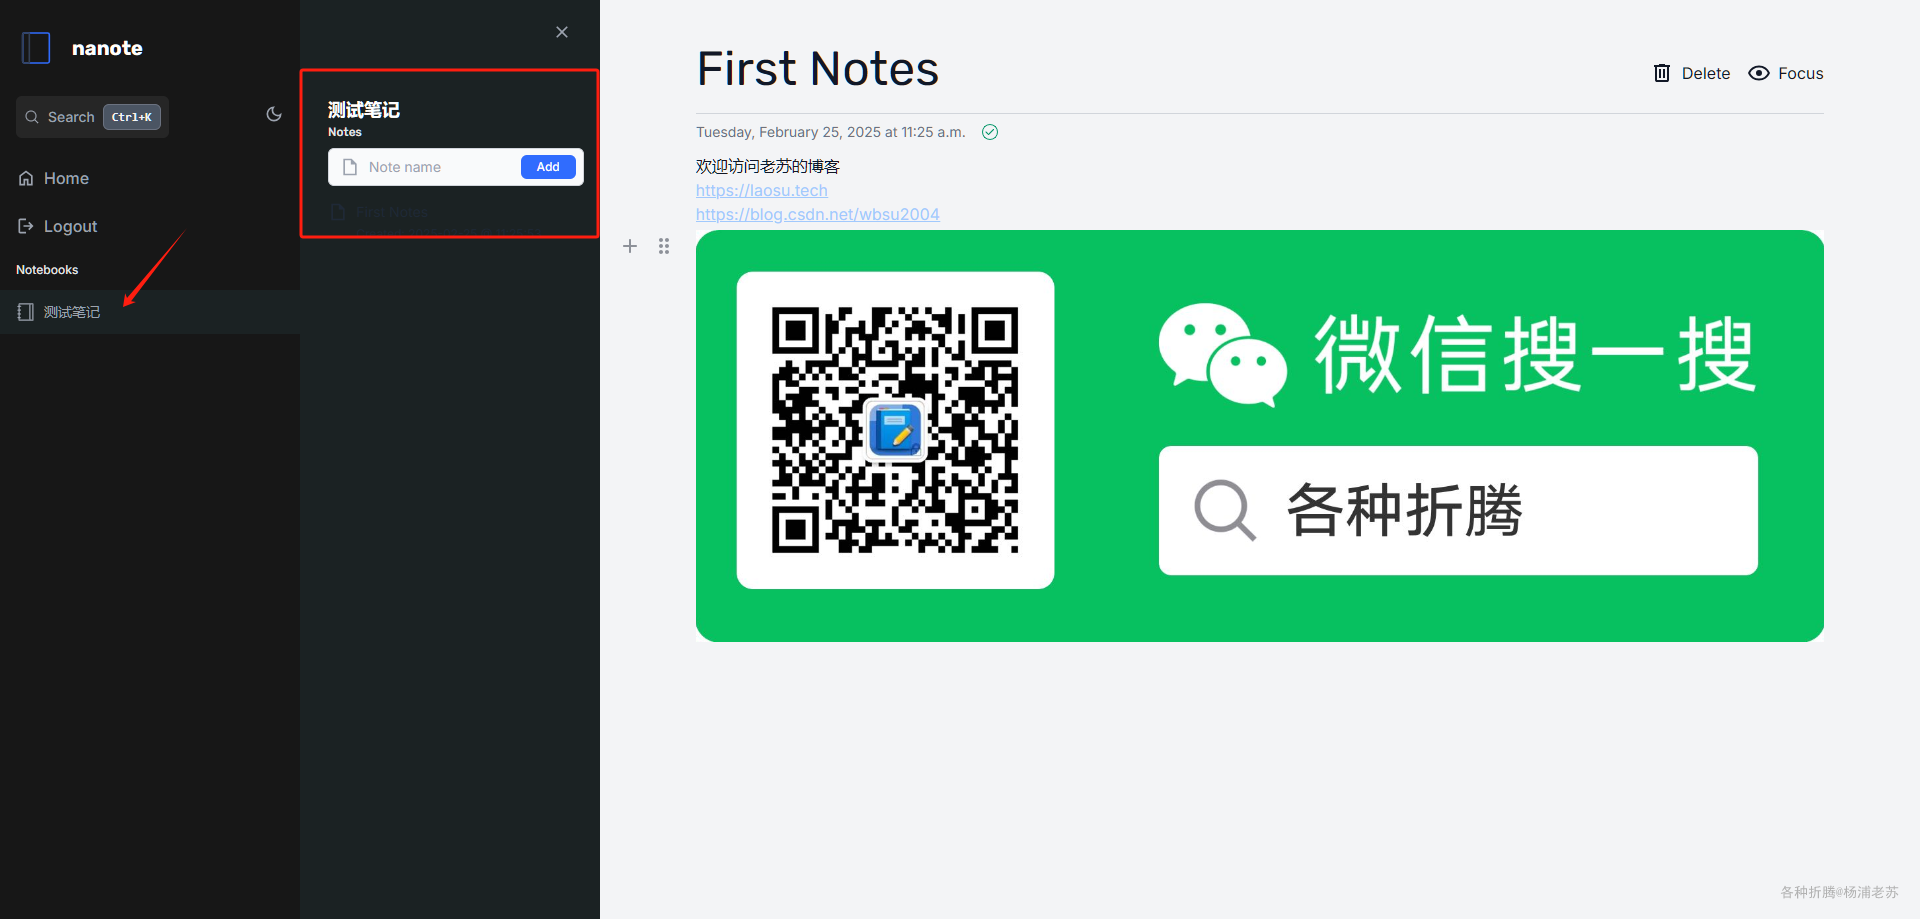 nanote
Search Ctrl+K
Home
Logout
Notebooks
测试笔记
测试笔记
Notes
Note name
Add
First Notes
First Notes
Delete
Focus
Tuesday, February 25, 2025 at 11:25 a.m.
欢迎访问老苏的博客
https://laosu.tech
https://blog.csdn.net/wbsu2004
微信搜一搜
各种折腾
各种折腾@杨浦老苏